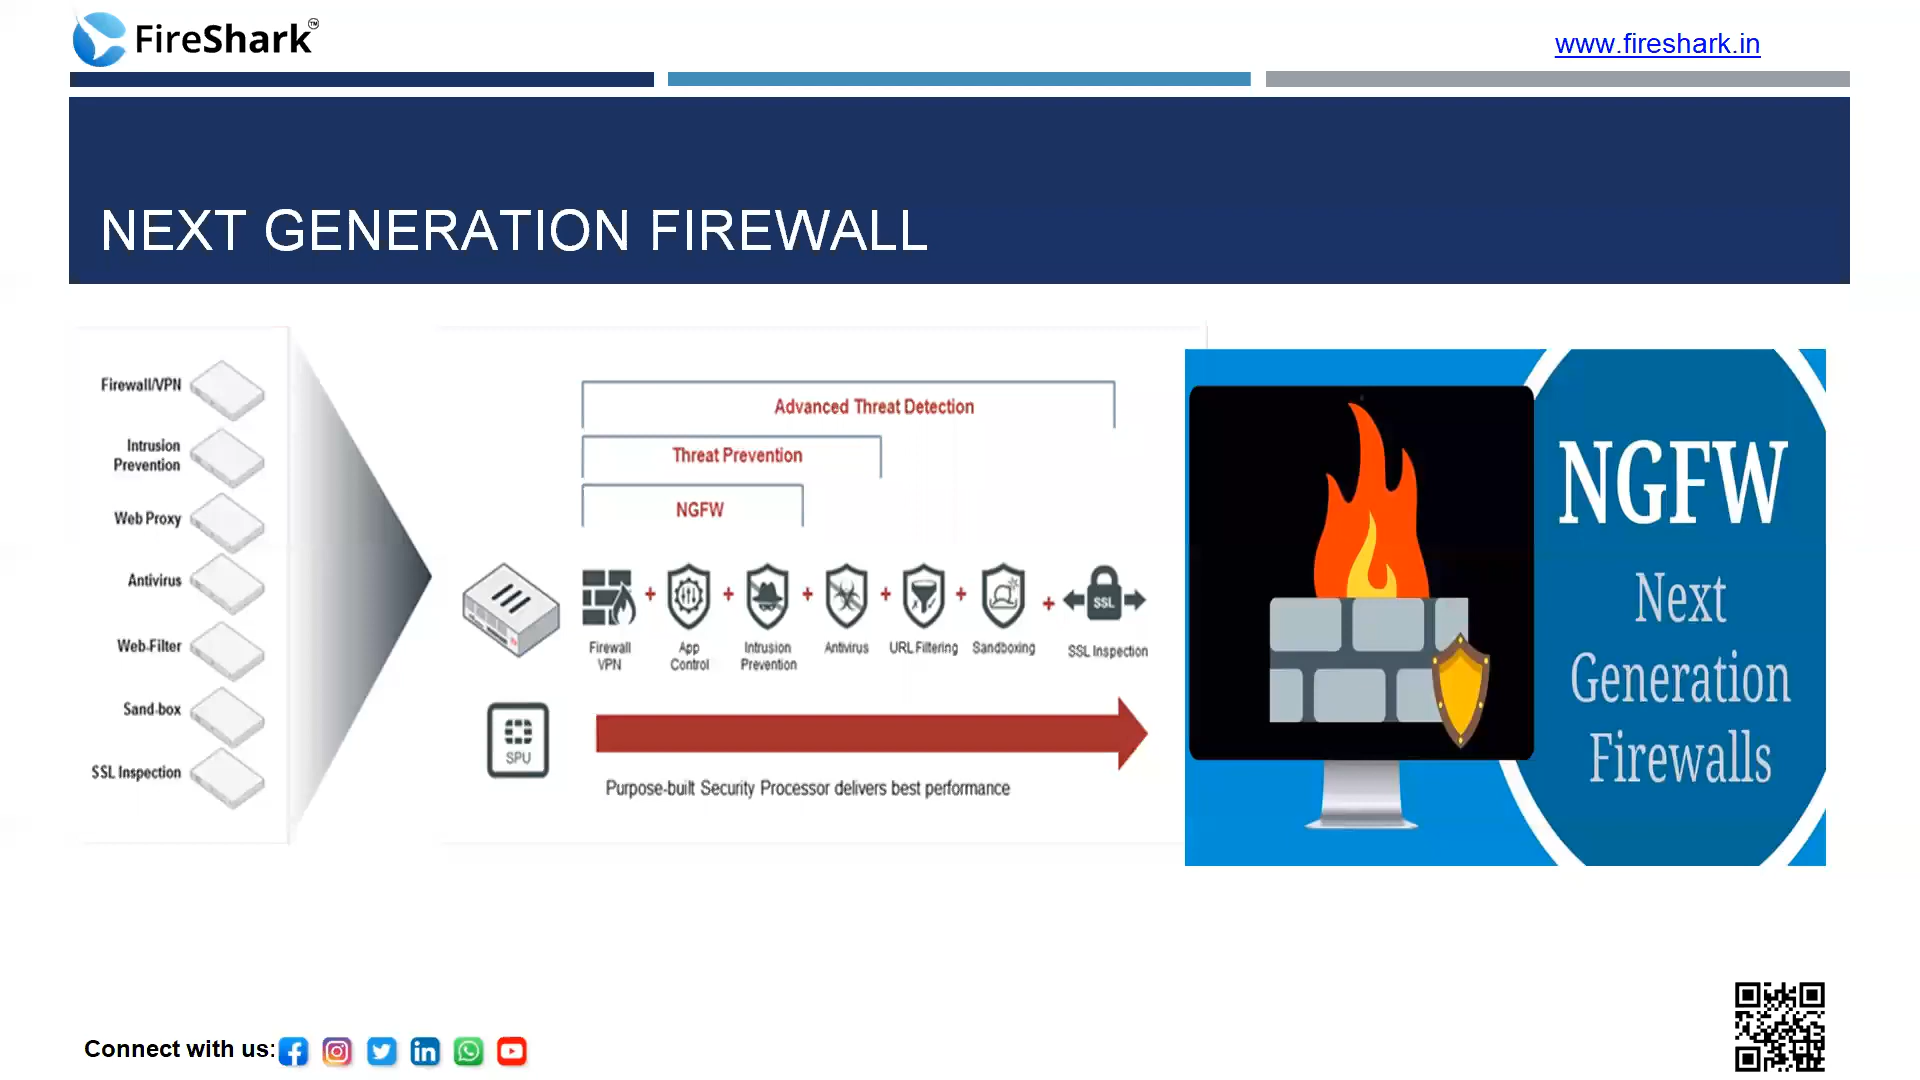 FireShark™
www.fireshark.in
NEXT GENERATION FIREWALL
Firewall/VPN
Intrusion
Prevention
Web Proxy
Antivirus
Web-Filter
Sand-box
SSL Inspection
Advanced Threat Detection
Threat Prevention
NGFW
SSL
Firewall
VPN
App
Control
Intrusion
Prevention
Antivirus
URL Filtering
Sandboxing
SSL Inspection
SPU
Purpose-built Security Processor delivers best performance
NGFW
Next
Generation
Firewalls
Connect with us: